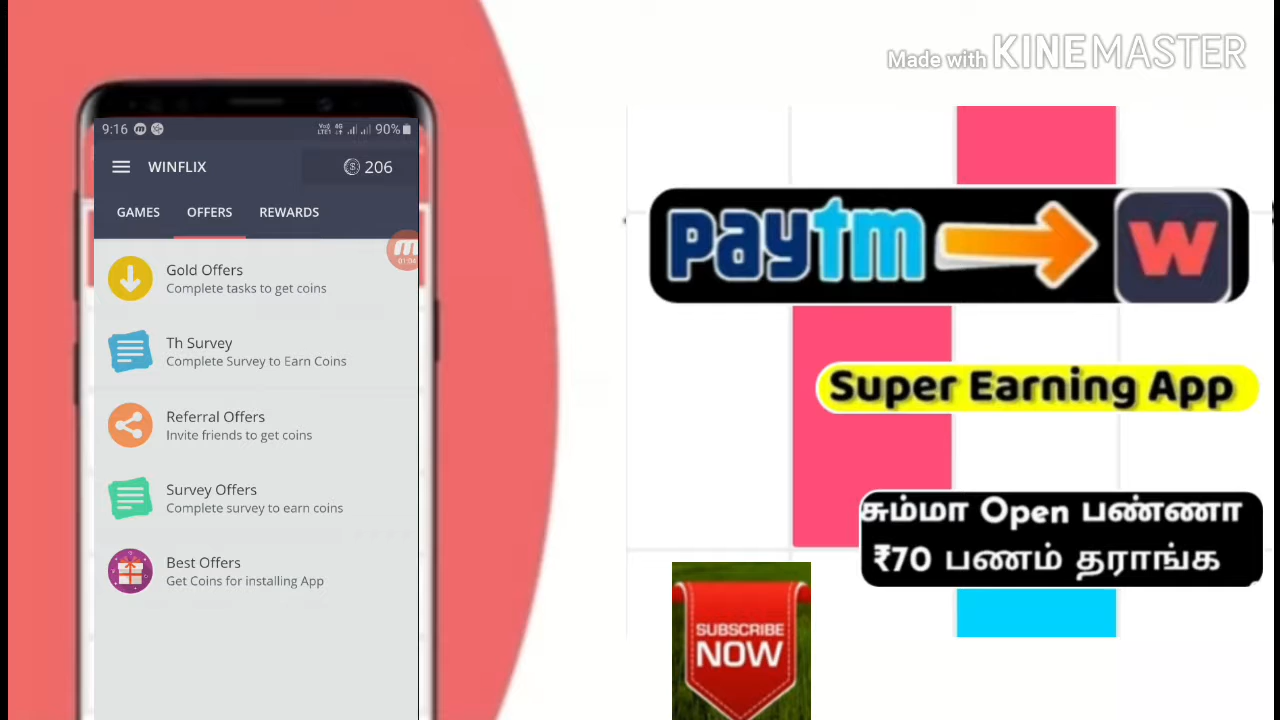 Made with KINEMASTER
9:16 90%
WINFLIX 206
GAMES OFFERS REWARDS
01:04
Gold Offers
Complete tasks to get coins
Th Survey
Complete Survey to Earn Coins
Referral Offers
Invite friends to get coins
Survey Offers
Complete survey to earn coins
Best Offers
Get Coins for installing App
paytm W
Super Earning App
சும்மா Open பண்ணா
₹70 பணம் தராங்க
SUBSCRIBE
NOW